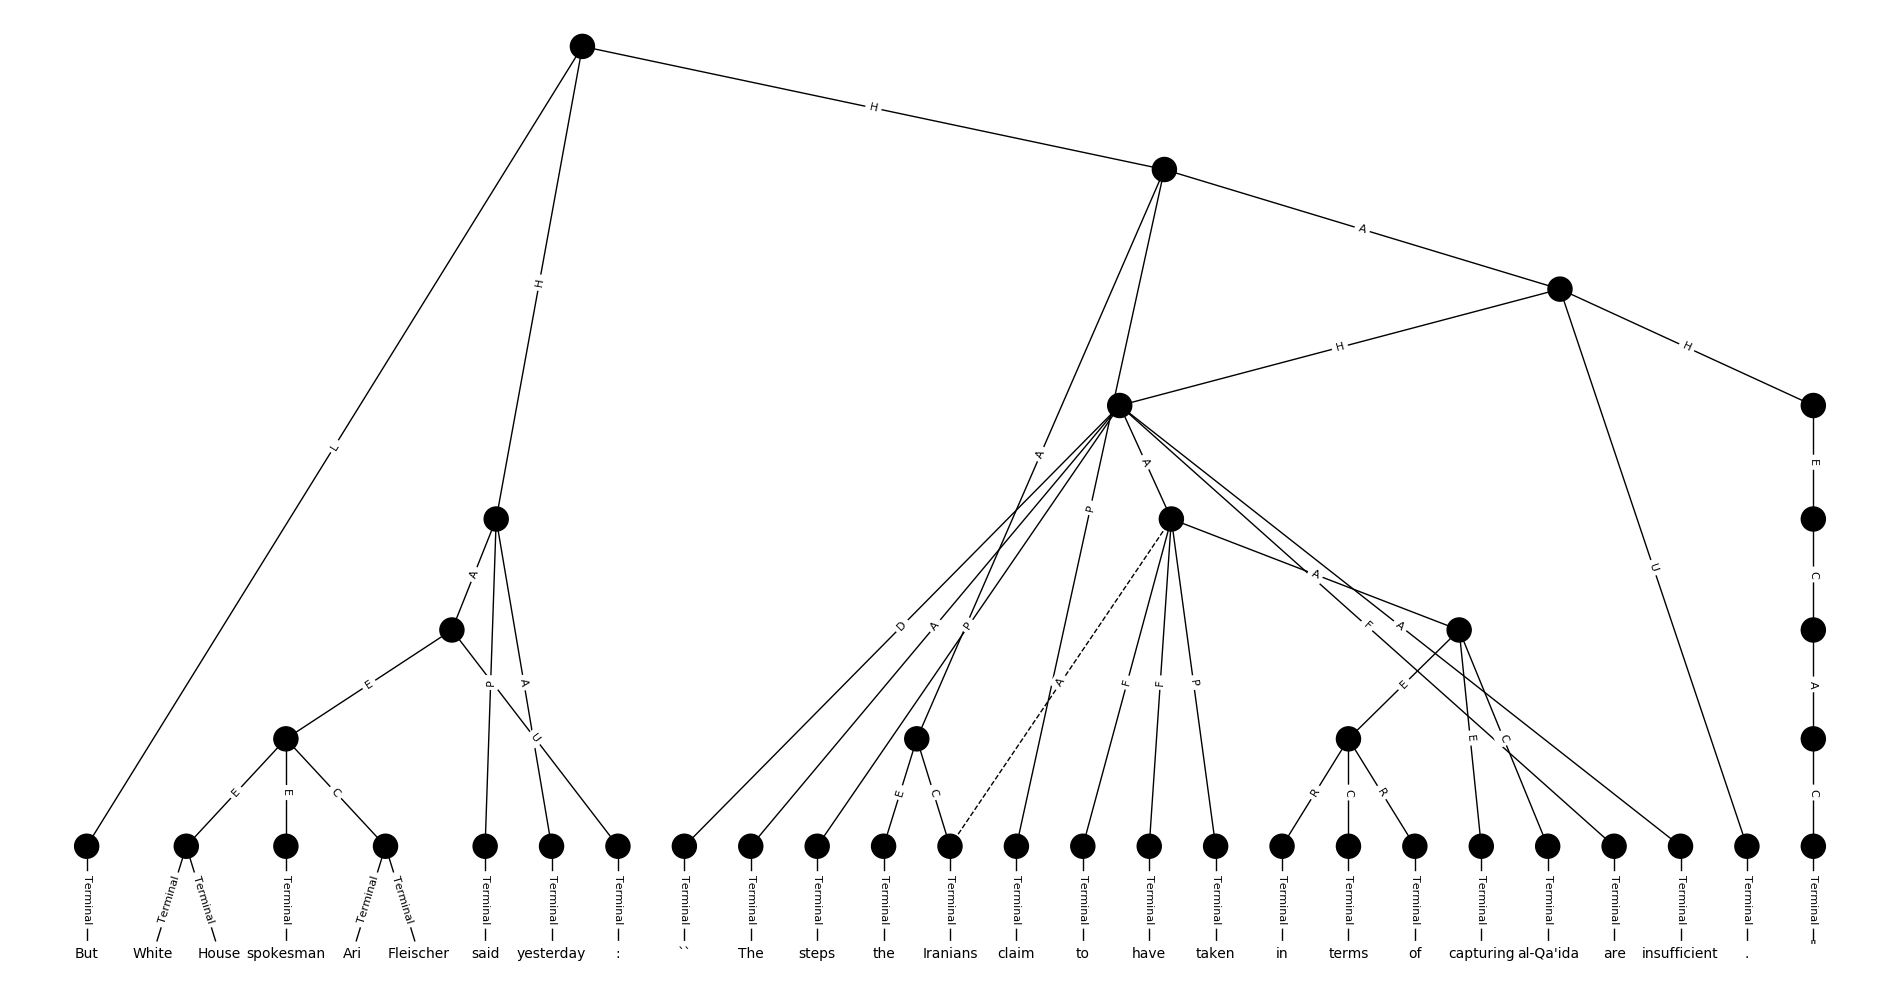 H
A
H
H
H
L
A
E
A
P
A
F
A
U
C
A
D
A
P
A
F
F
P
E
E
P
A
U
A
E
E
C
E
C
R
C
R
E
C
C
Terminal Terminal Terminal Terminal Terminal Terminal Terminal Terminal Terminal Terminal Terminal Terminal Terminal Terminal Terminal Terminal Terminal Terminal Terminal Terminal Terminal Terminal Terminal Terminal Terminal Terminal Terminal
But White House spokesman Ari Fleischer said yesterday : `` The steps the Iranians claim to have taken in terms of capturing al-Qa'ida are insufficient .